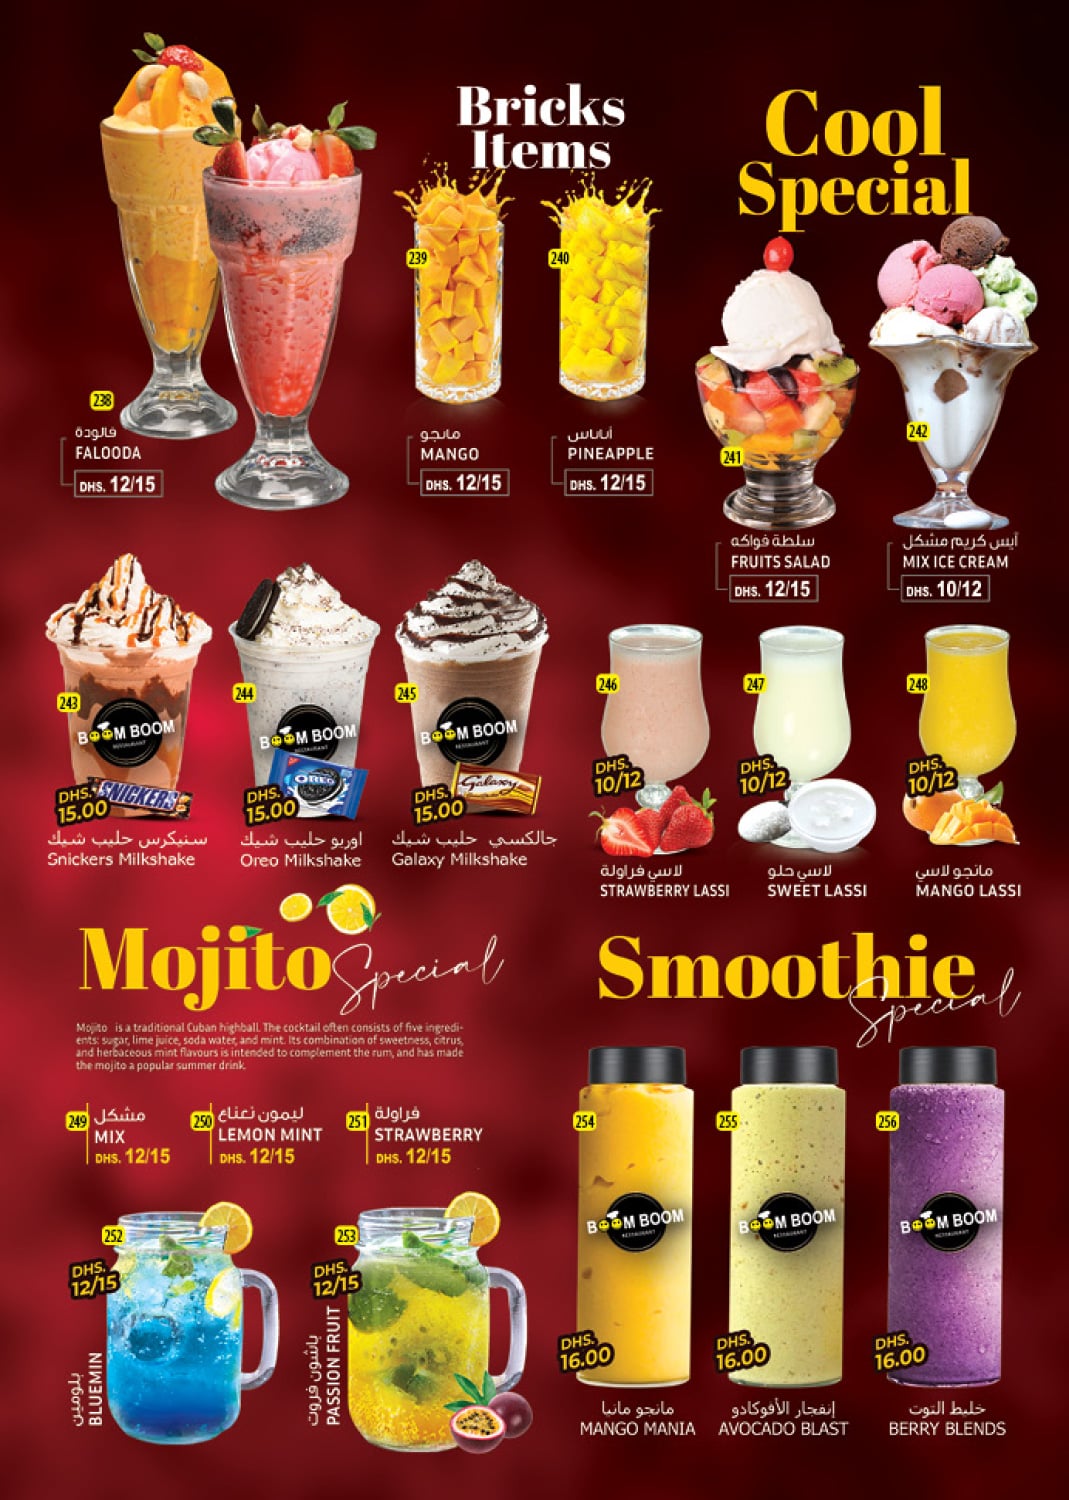 Bricks
Items
Cool
Special
239
240
238
فالودة
FALOODA
DHS. 12/15
مانجو
MANGO
DHS. 12/15
أناناس
PINEAPPLE
DHS. 12/15
241
سلطة فواكه
FRUITS SALAD
DHS. 12/15
242
آيس كريم مشكل
MIX ICE CREAM
DHS. 10/12
243
BOOM BOOM
RESTAURANT
SNICKERS
DHS.
15.00
سنيكرس حليب شيك
Snickers Milkshake
244
BOOM BOOM
RESTAURANT
OREO
DHS.
15.00
اوريو حليب شيك
Oreo Milkshake
245
BOOM BOOM
RESTAURANT
Galaxy
DHS.
15.00
جالكسي حليب شيك
Galaxy Milkshake
246
DHS.
10/12
لاسي فراولة
STRAWBERRY LASSI
247
DHS.
10/12
لاسي حلو
SWEET LASSI
248
DHS.
10/12
مانجو لاسي
MANGO LASSI
Mojito
Special
Mojito is a traditional Cuban highball. The cocktail often consists of five ingredi-
ents: sugar, lime juice, soda water, and mint. Its combination of sweetness, citrus,
and herbaceous mint flavours is intended to complement the rum, and has made
the mojito a popular summer drink.
249
مشكل
MIX
DHS. 12/15
250
ليمون نعناع
LEMON MINT
DHS. 12/15
251
فراولة
STRAWBERRY
DHS. 12/15
252
DHS.
12/15
بلومين
BLUEMIN
253
DHS.
12/15
باشون فروت
PASSION FRUIT
Smoothie
Special
254
BOOM BOOM
RESTAURANT
DHS.
16.00
مانجو مانيا
MANGO MANIA
255
BOOM BOOM
RESTAURANT
DHS.
16.00
إنفجار الأفوكادو
AVOCADO BLAST
256
BOOM BOOM
RESTAURANT
DHS.
16.00
خليط التوت
BERRY BLENDS